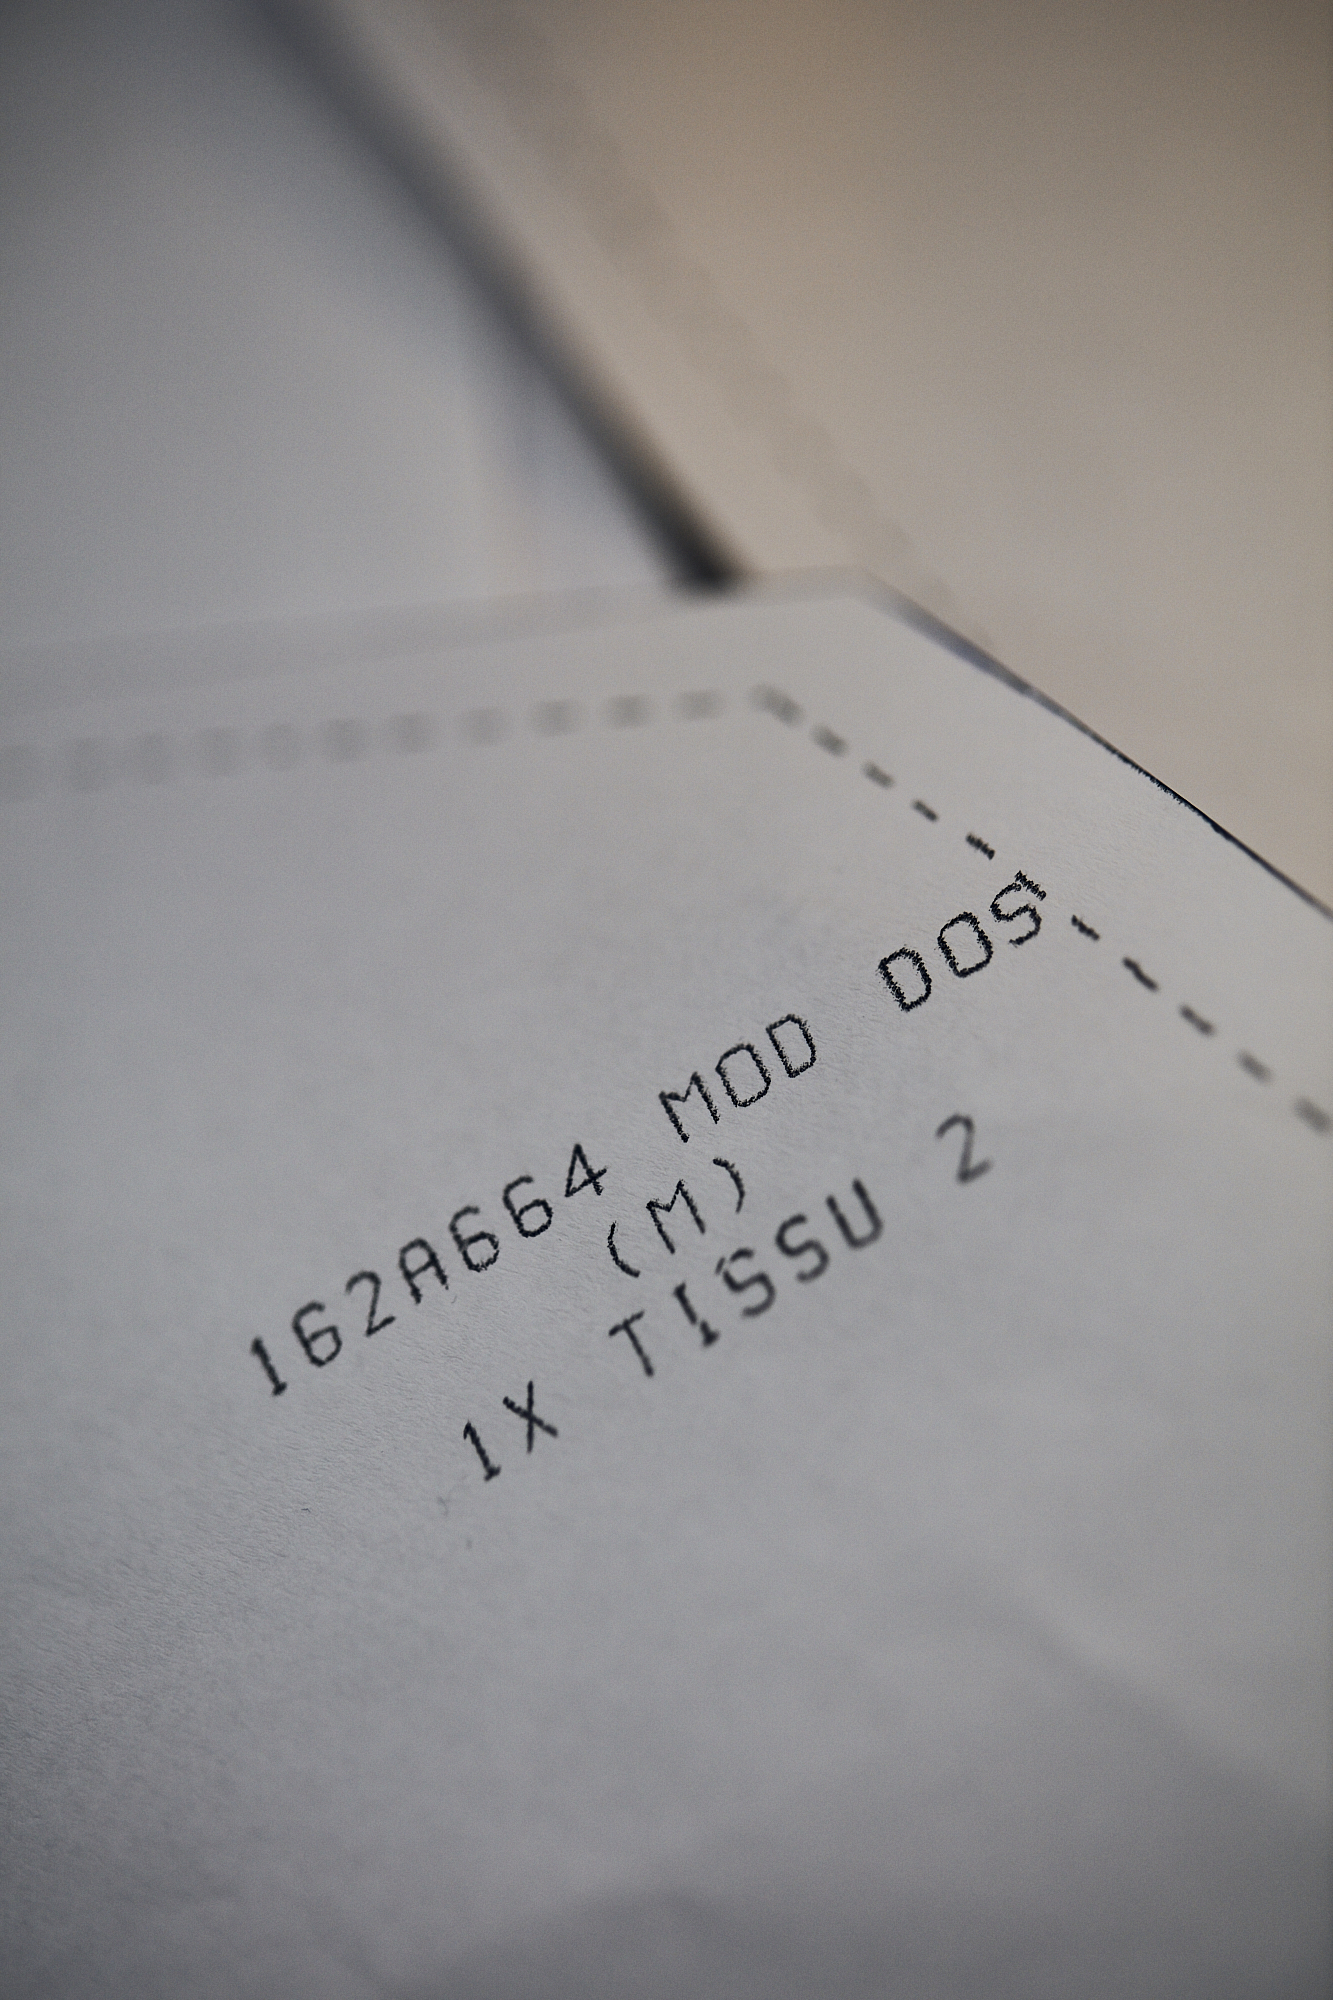 162A664 MOD DOS
(M)
1X TISSU 2